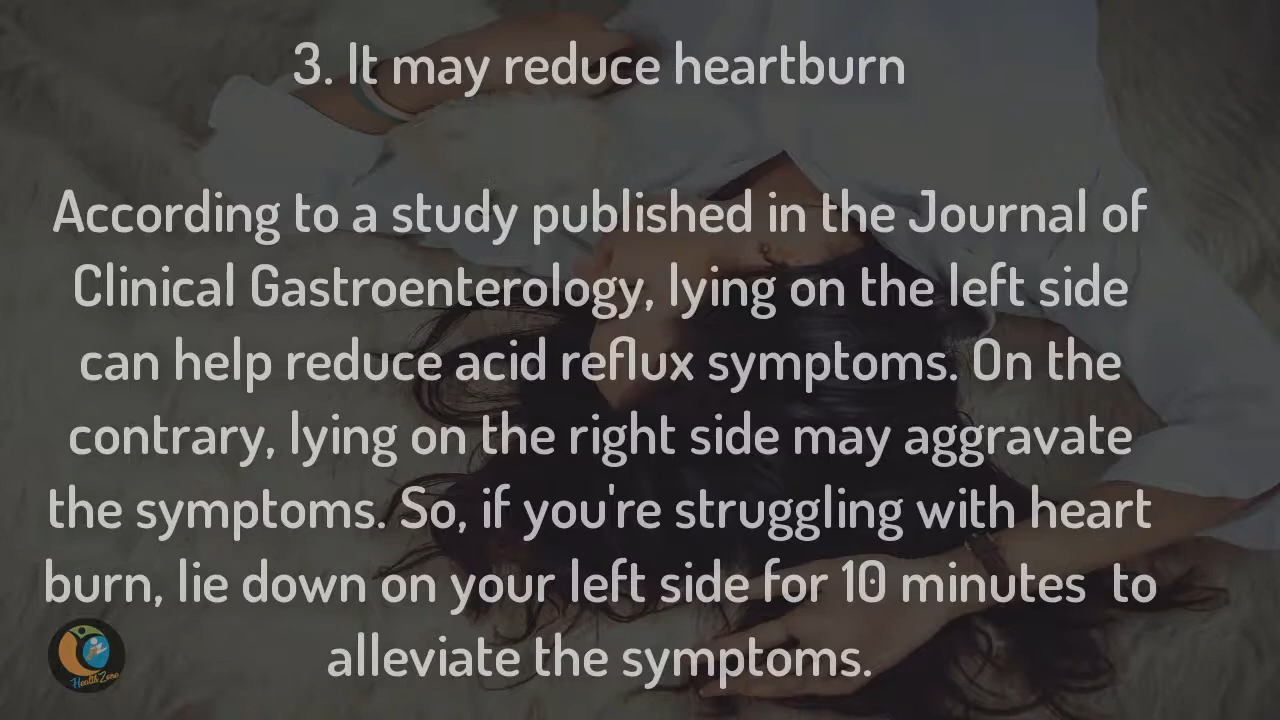 3. It may reduce heartburn
According to a study published in the Journal of
Clinical Gastroenterology, lying on the left side
can help reduce acid reflux symptoms. On the
contrary, lying on the right side may aggravate
the symptoms. So, if you're struggling with heart
burn, lie down on your left side for 10 minutes  to
alleviate the symptoms.
Health Zone